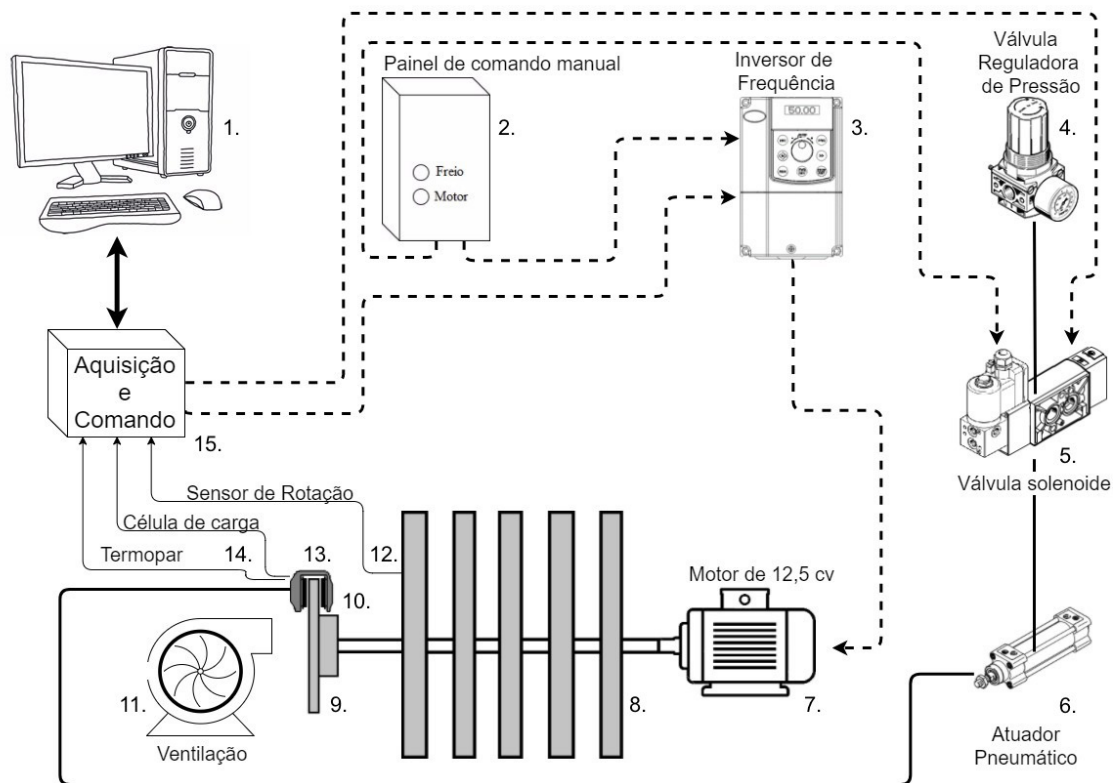 Painel de comando manual
Inversor de
Frequência
Válvula
Reguladora
de Pressão
1.
2.
3.
4.
50.00
Freio
Motor
Aquisição
e
Comando
15.
5.
Válvula solenoide
Sensor de Rotação
Célula de carga
Termopar
14.
13.
12.
10.
Motor de 12,5 cv
11.
9.
8.
7.
6.
Ventilação
Atuador
Pneumático